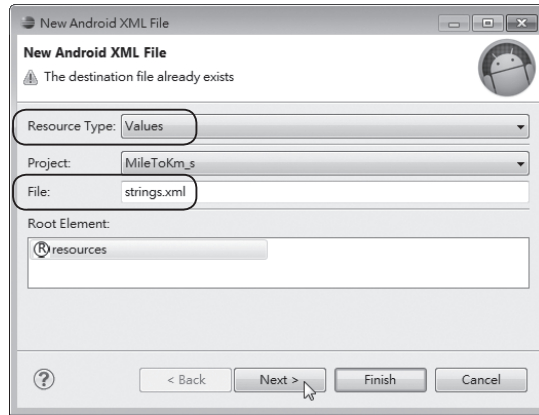 New Android XML File
New Android XML File
The destination file already exists
Resource Type: Values
Project: MileToKm_s
File: strings.xml
Root Element:
R resources
? < Back Next > Finish Cancel